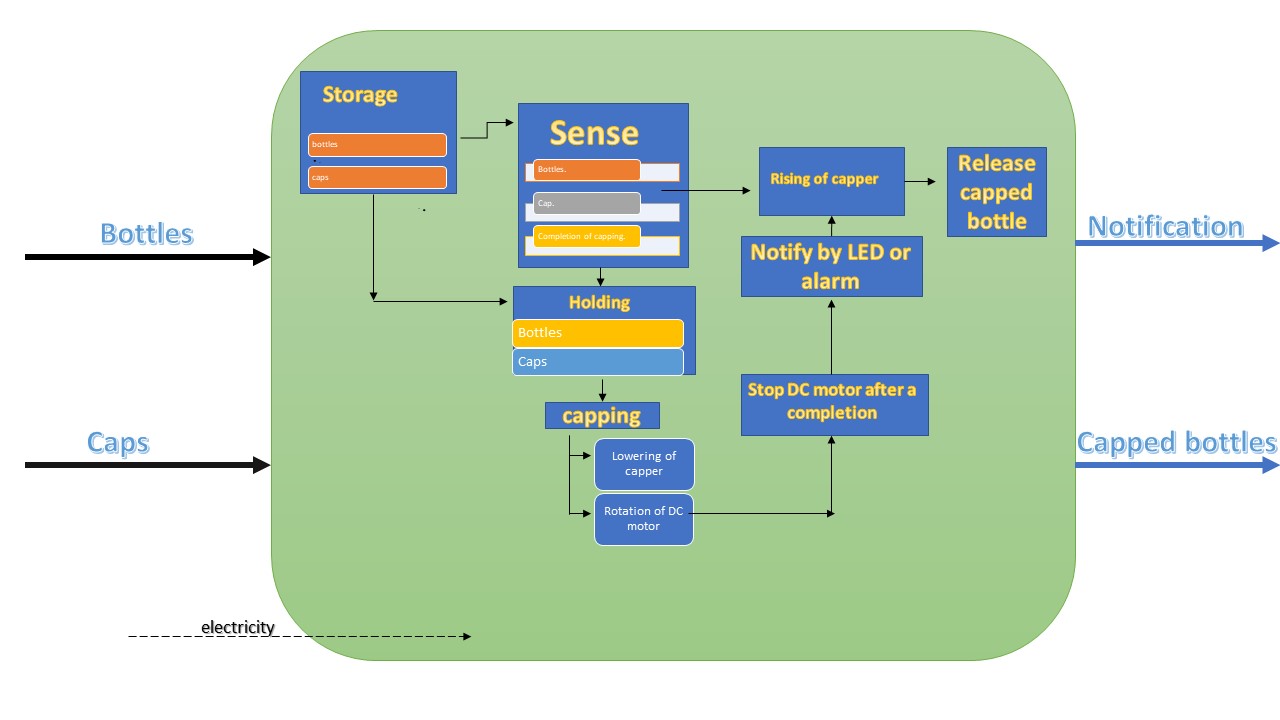 Storage
bottles
caps
Sense
Bottles.
Cap.
Completion of capping.
Holding
Bottles
Caps
capping
Lowering of
capper
Rotation of DC
motor
Rising of capper
Release
capped
bottle
Notify by LED or
alarm
Stop DC motor after a
completion
Bottles
Caps
electricity
Notification
Capped bottles